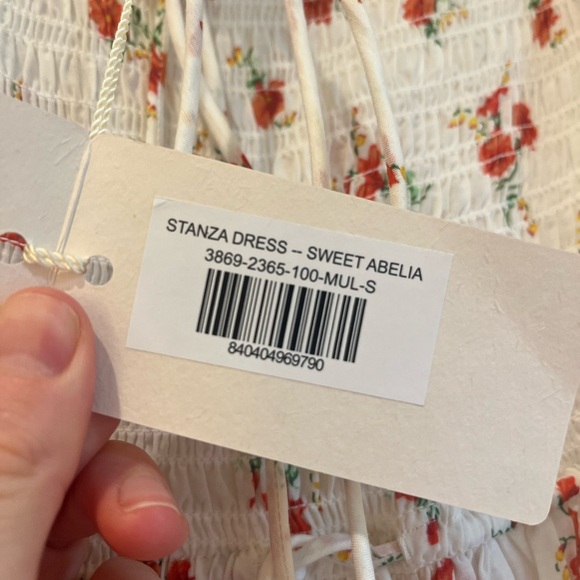 STANZA DRESS -- SWEET ABELIA
3869-2365-100-MUL-S
840404969790